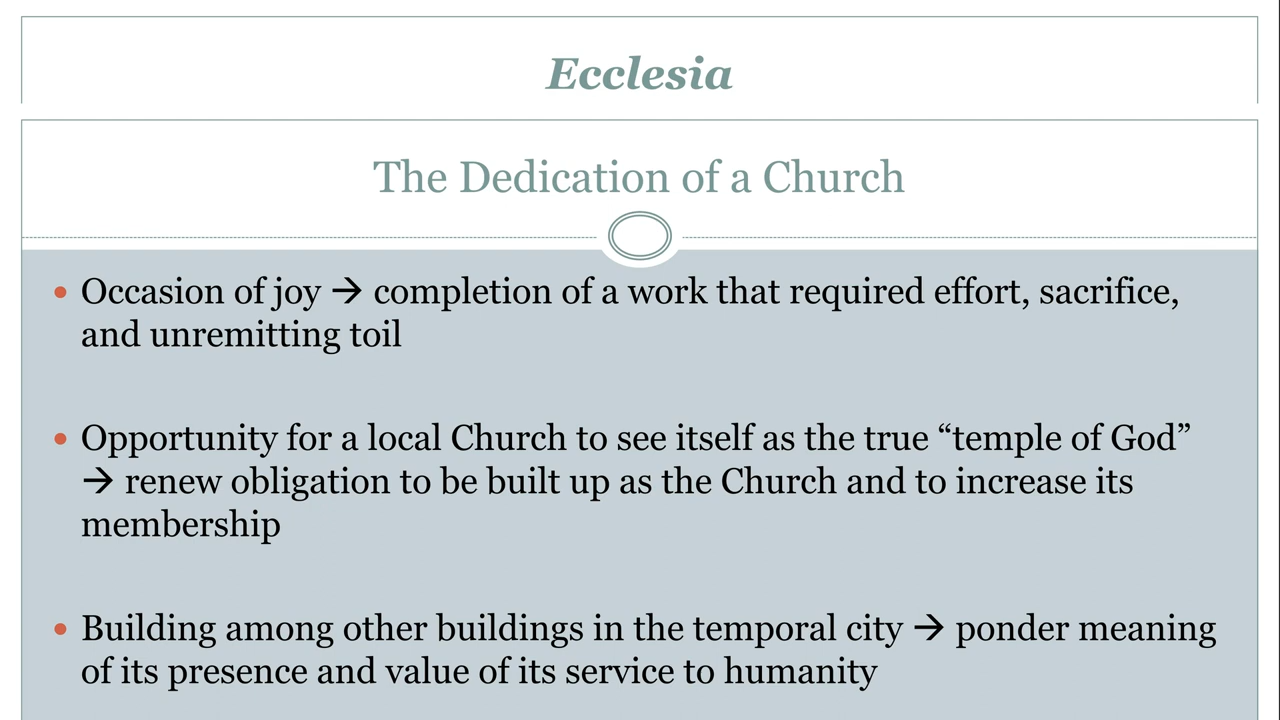 Ecclesia
The Dedication of a Church
• Occasion of joy → completion of a work that required effort, sacrifice,
and unremitting toil
• Opportunity for a local Church to see itself as the true “temple of God”
→ renew obligation to be built up as the Church and to increase its
membership
• Building among other buildings in the temporal city → ponder meaning
of its presence and value of its service to humanity